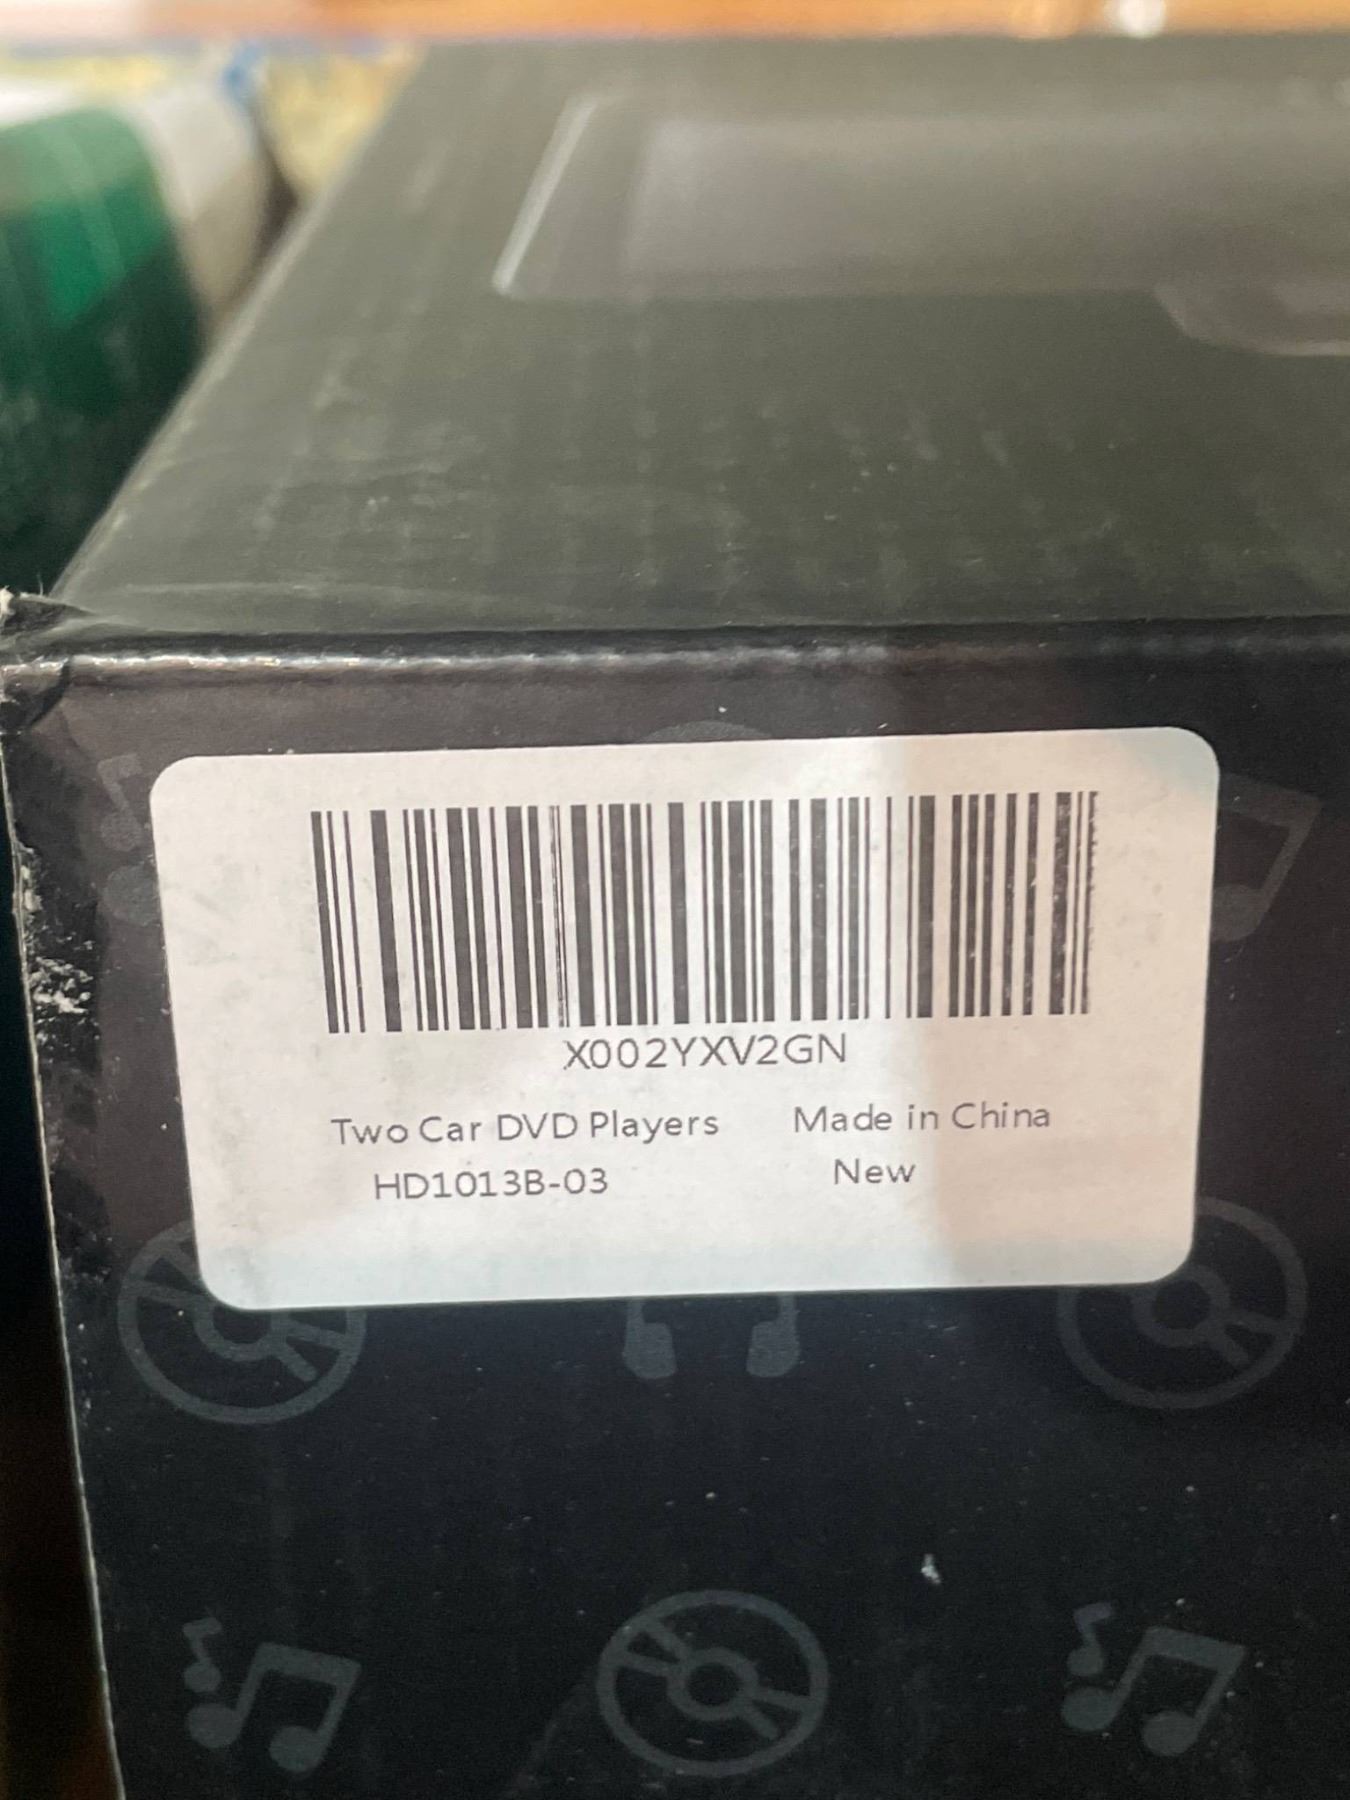 X002YXV2GN
Two Car DVD Players Made in China
HD1013B-03 New